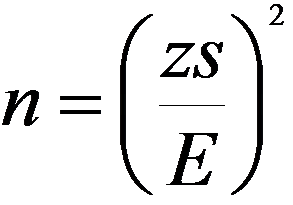 n = (zs/E)²